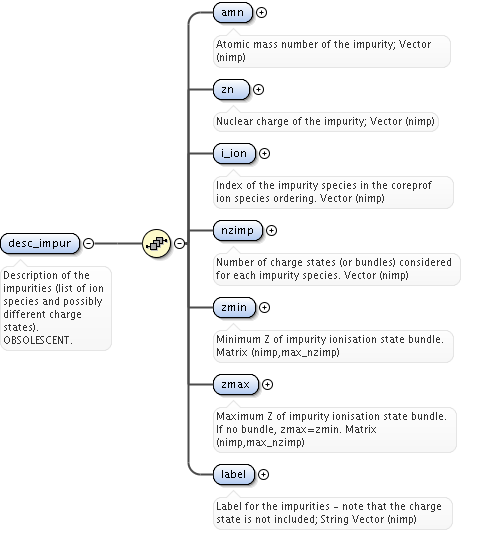 amn
Atomic mass number of the impurity; Vector
(nimp)
zn
Nuclear charge of the impurity; Vector (nimp)
i_ion
Index of the impurity species in the coreprof
ion species ordering. Vector (nimp)
nzimp
Number of charge states (or bundles) considered
for each impurity species. Vector (nimp)
desc_impur
Description of the
impurities (list of ion
species and possibly
different charge
states).
OBSOLESCENT.
zmin
Minimum Z of impurity ionisation state bundle.
Matrix (nimp,max_nzimp)
zmax
Maximum Z of impurity ionisation state bundle.
If no bundle, zmax=zmin. Matrix
(nimp,max_nzimp)
label
Label for the impurities - note that the charge
state is not included; String Vector (nimp)